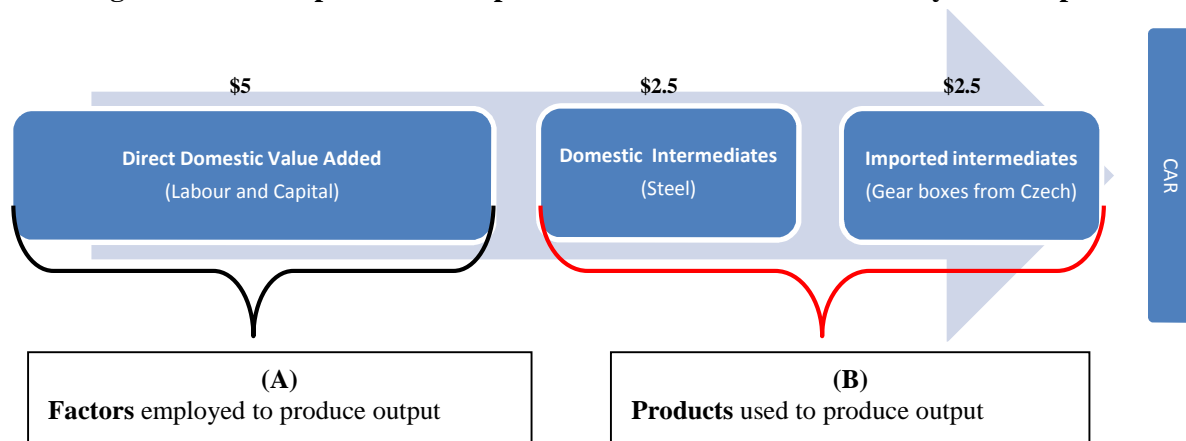 $5
$2.5
$2.5
Direct Domestic Value Added
(Labour and Capital)
Domestic Intermediates
(Steel)
Imported intermediates
(Gear boxes from Czech)
CAR
(A)
Factors employed to produce output
(B)
Products used to produce output